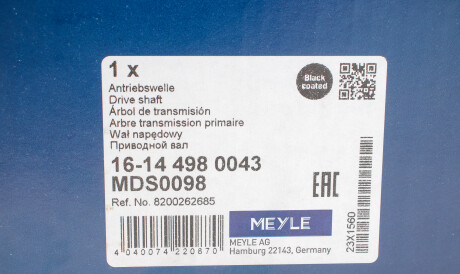 1 x
Antriebswelle
Drive shaft
Árbol de transmisión
Arbre transmission primaire
Wał napędowy
Приводной вал
Black coated
16-14 498 0043
MDS0098
Ref. No. 8200262685
EAC
MEYLE
MEYLE AG
Hamburg 22143, Germany
4 040074 220870
23X1560